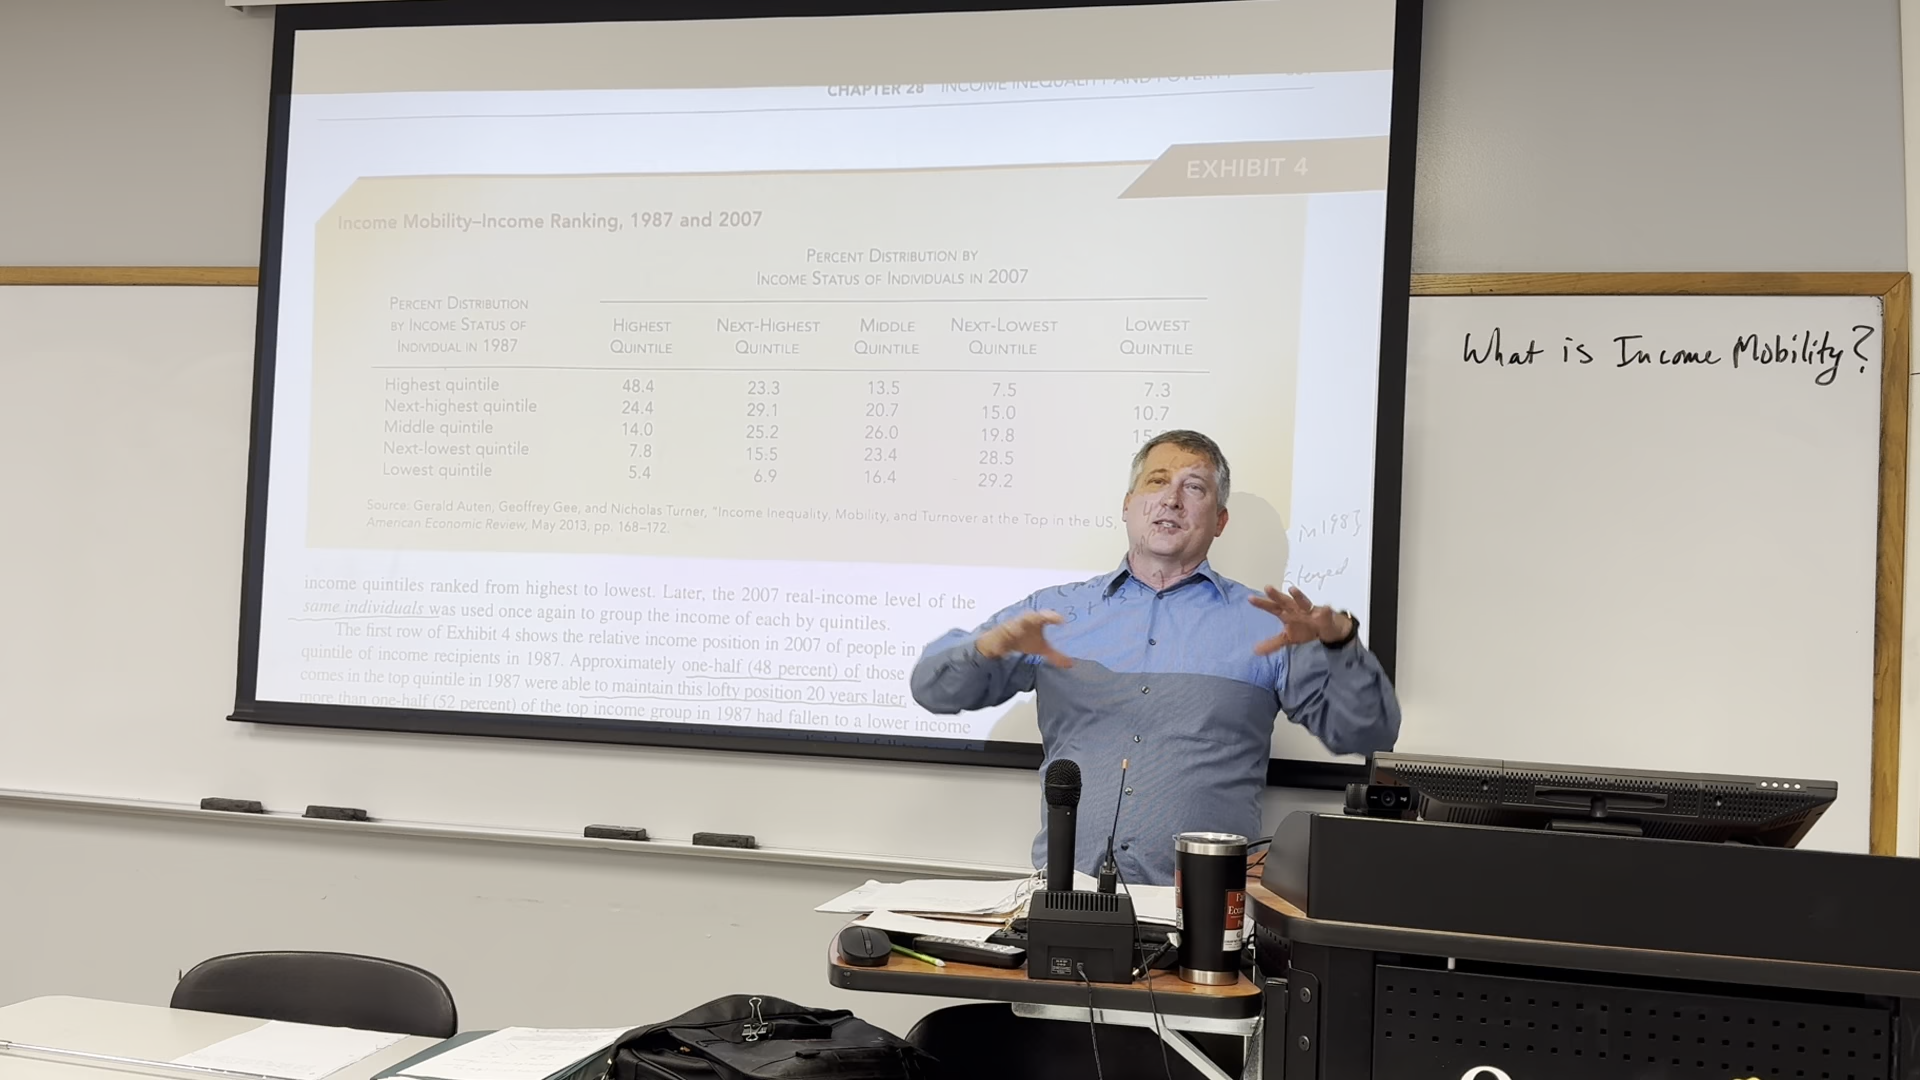 CHAPTER 28 INCOME INEQUALITY AND POVERTY
EXHIBIT 4
Income Mobility–Income Ranking, 1987 and 2007
PERCENT DISTRIBUTION BY
INCOME STATUS OF INDIVIDUALS IN 2007
PERCENT DISTRIBUTION
BY INCOME STATUS OF
INDIVIDUAL IN 1987
HIGHEST QUINTILE
NEXT-HIGHEST QUINTILE
MIDDLE QUINTILE
NEXT-LOWEST QUINTILE
LOWEST QUINTILE
Highest quintile 48.4 23.3 13.5 7.5 7.3
Next-highest quintile 24.4 29.1 20.7 15.0 10.7
Middle quintile 14.0 25.2 26.0 19.8
Next-lowest quintile 7.8 15.5 23.4 28.5
Lowest quintile 5.4 6.9 16.4 29.2
Source: Gerald Auten, Geoffrey Gee, and Nicholas Turner, "Income Inequality, Mobility, and Turnover at the Top in the US,
American Economic Review, May 2013, pp. 168–172.
income quintiles ranked from highest to lowest. Later, the 2007 real-income level of the
same individuals was used once again to group the income of each by quintiles.
The first row of Exhibit 4 shows the relative income position in 2007 of people in
quintile of income recipients in 1987. Approximately one-half (48 percent) of those
comes in the top quintile in 1987 were able to maintain this lofty position 20 years later,
more than one-half (52 percent) of the top income group in 1987 had fallen to a lower income
in 1987
stayed
What is Income Mobility?